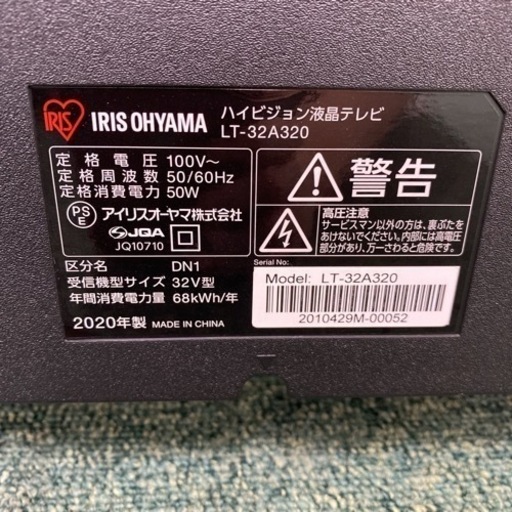 IRIS IRIS OHYAMA
ハイビジョン液晶テレビ
LT-32A320
定格電圧 100V~
定格周波数 50/60Hz
定格消費電力 50W
PSE アイリスオーヤマ株式会社
JQA
JQ10710
区分名 DN1
受信機型サイズ 32V型
年間消費電力量 68kWh/年
2020年製 MADE IN CHINA
警告
高圧注意
サービスマン以外の方は、裏ぶたを
あけないでください。内部には高電圧
部分が、万一さわると危険です。
Serial No.:
Model: LT-32A320
2010429M-00052